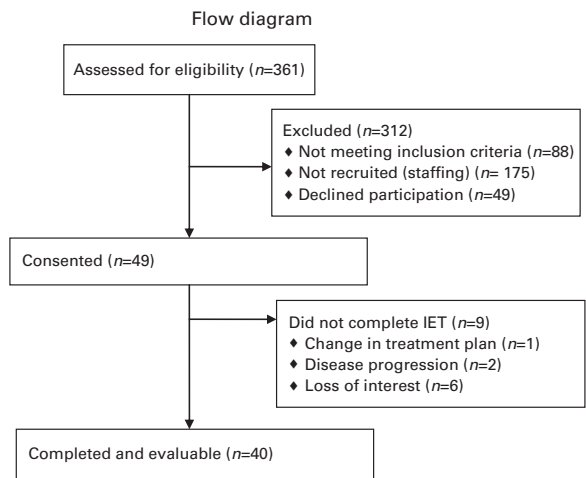 Flow diagram
Assessed for eligibility (n=361)
Excluded (n=312)
♦ Not meeting inclusion criteria (n=88)
♦ Not recruited (staffing) (n= 175)
♦ Declined participation (n=49)
Consented (n=49)
Did not complete IET (n=9)
♦ Change in treatment plan (n=1)
♦ Disease progression (n=2)
♦ Loss of interest (n=6)
Completed and evaluable (n=40)